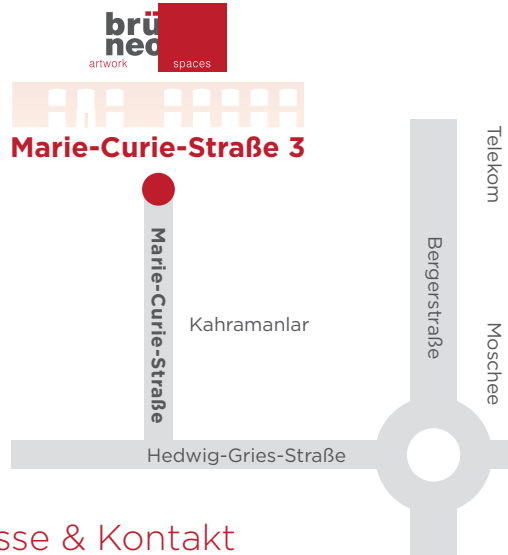 brü
neo
artwork spaces
Marie-Curie-Straße 3
Telekom
Marie-Curie-Straße
Bergerstraße
Kahramanlar
Moschee
Hedwig-Gries-Straße
sse & Kontakt